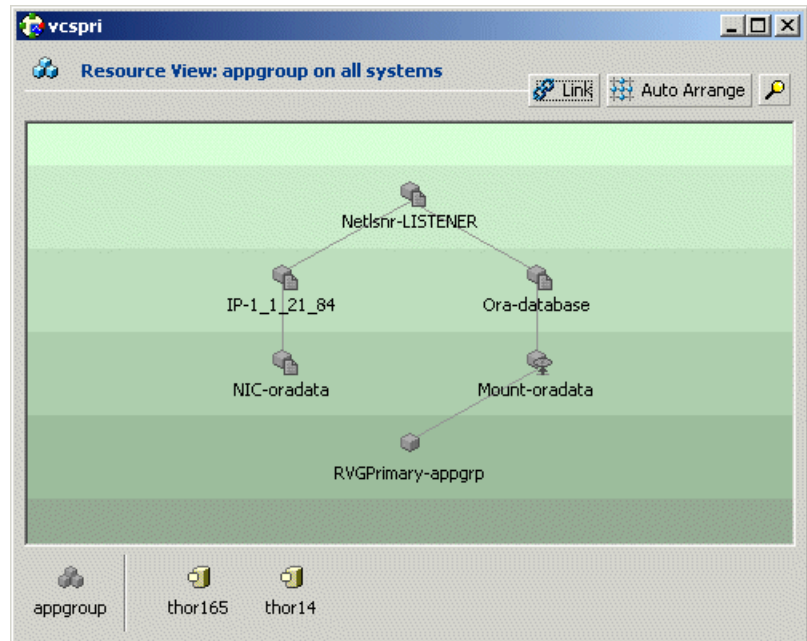 vcspri
Resource View: appgroup on all systems
Link
Auto Arrange
Netlsnr-LISTENER
IP-1_1_21_84
Ora-database
NIC-oradata
Mount-oradata
RVGPrimary-appgrp
appgroup
thor165
thor14